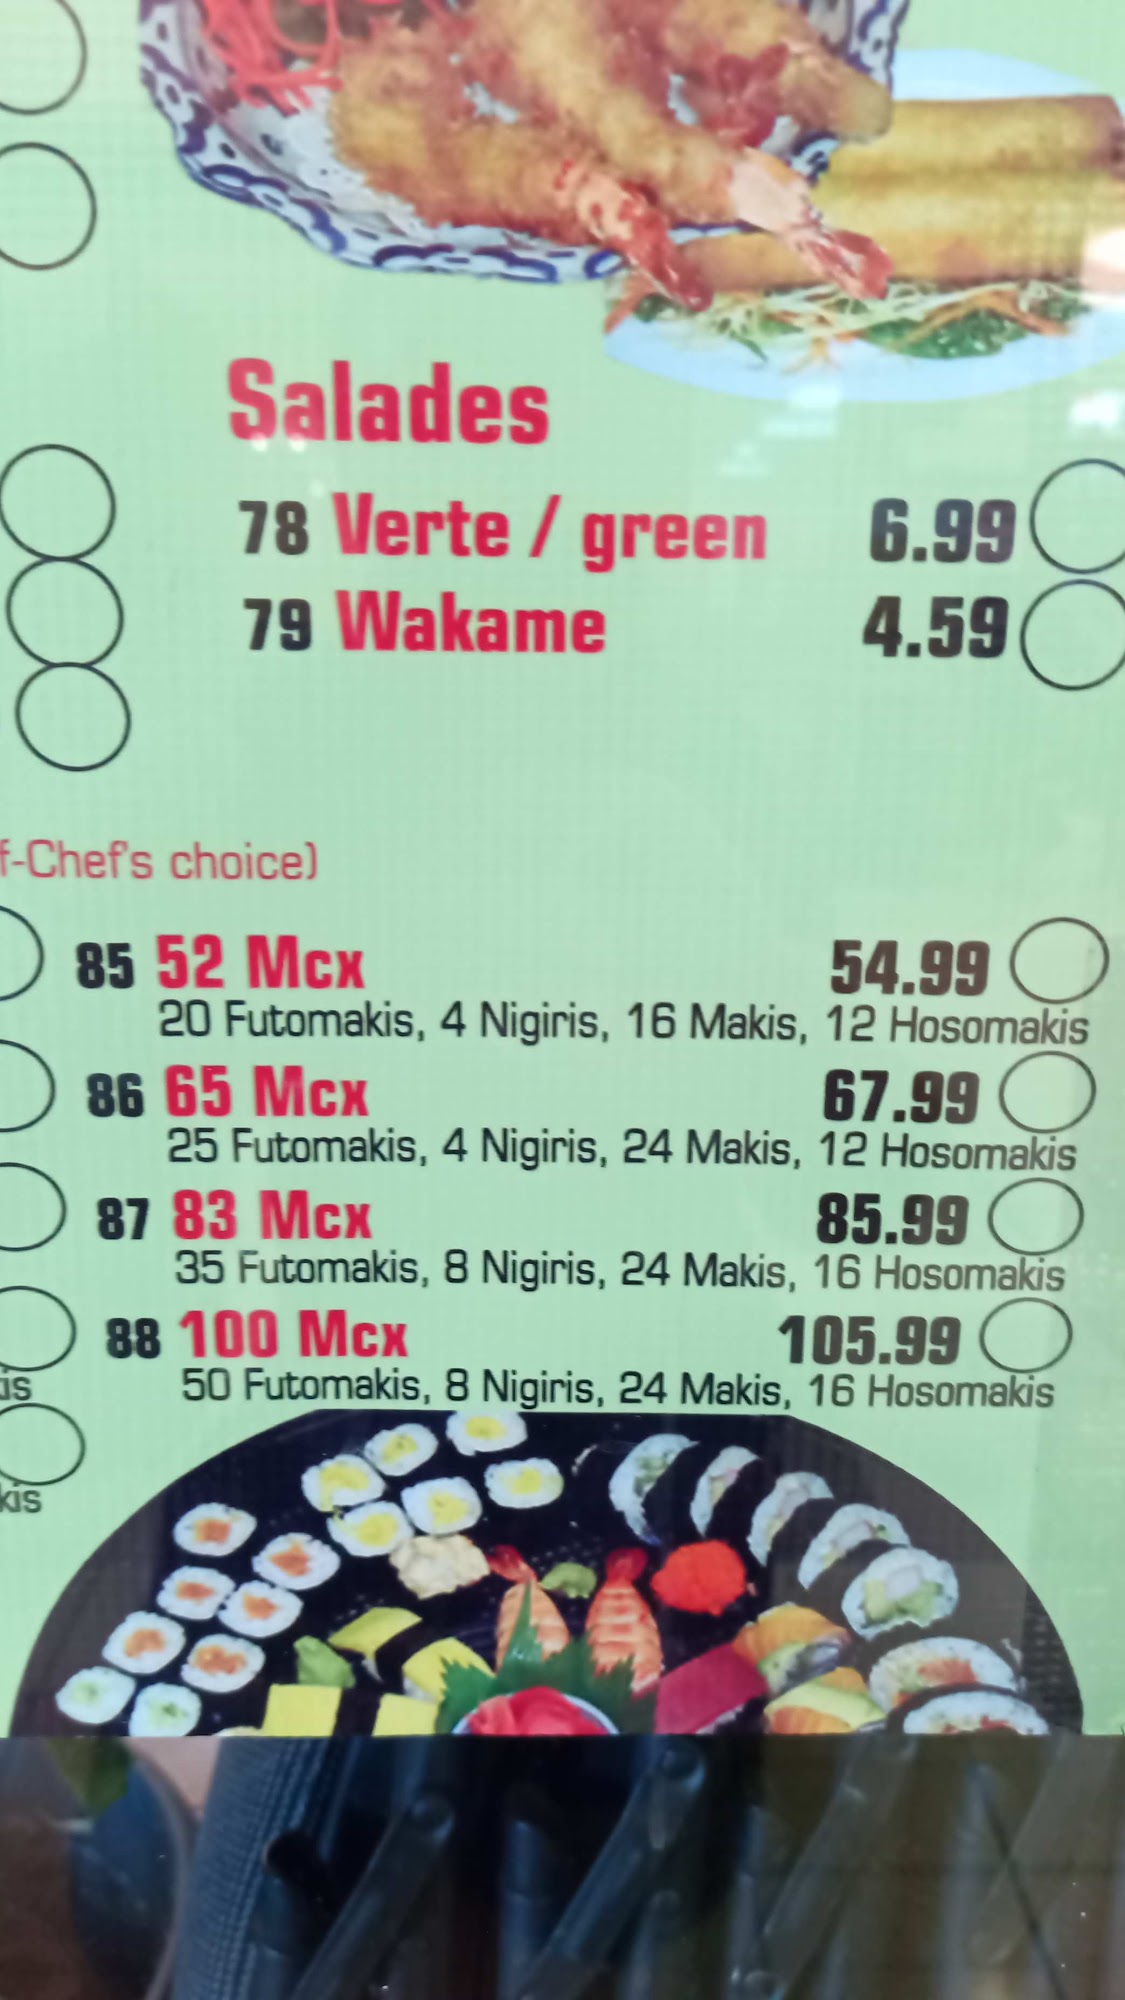 Salades
78 Verte / green 6.99
79 Wakame 4.59
f-Chef's choice)
85 52 Mcx 54.99
20 Futomakis, 4 Nigiris, 16 Makis, 12 Hosomakis
86 65 Mcx 67.99
25 Futomakis, 4 Nigiris, 24 Makis, 12 Hosomakis
87 83 Mcx 85.99
35 Futomakis, 8 Nigiris, 24 Makis, 16 Hosomakis
88 100 Mcx 105.99
50 Futomakis, 8 Nigiris, 24 Makis, 16 Hosomakis
is
kis